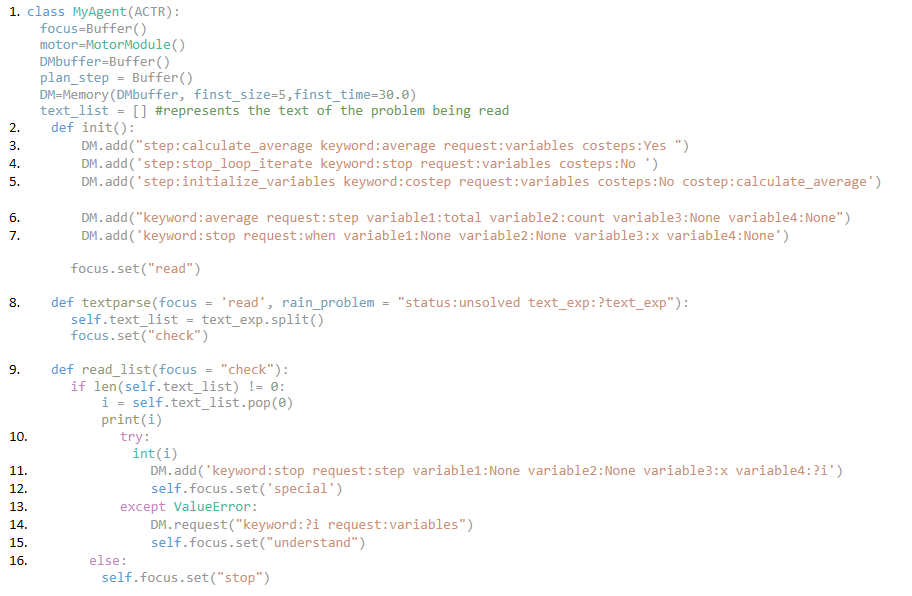 1. class MyAgent(ACTR):
focus=Buffer()
motor=MotorModule()
DMbuffer=Buffer()
plan_step = Buffer()
DM=Memory(DMbuffer, finst_size=5,finst_time=30.0)
text_list = [] #represents the text of the problem being read
2. def init():
3. DM.add("step:calculate_average keyword:average request:variables costeps:Yes ")
4. DM.add('step:stop_loop_iterate keyword:stop request:variables costeps:No ')
5. DM.add('step:initialize_variables keyword:costep request:variables costeps:No costep:calculate_average')
6. DM.add("keyword:average request:step variable1:total variable2:count variable3:None variable4:None")
7. DM.add('keyword:stop request:when variable1:None variable2:None variable3:x variable4:None')
focus.set("read")
8. def textparse(focus = 'read', rain_problem = "status:unsolved text_exp:?text_exp"):
self.text_list = text_exp.split()
focus.set("check")
9. def read_list(focus = "check"):
if len(self.text_list) != 0:
i = self.text_list.pop(0)
print(i)
10. try:
int(i)
11. DM.add('keyword:stop request:step variable1:None variable2:None variable3:x variable4:?i')
12. self.focus.set('special')
13. except ValueError:
14. DM.request("keyword:?i request:variables")
15. self.focus.set("understand")
16. else:
self.focus.set("stop")